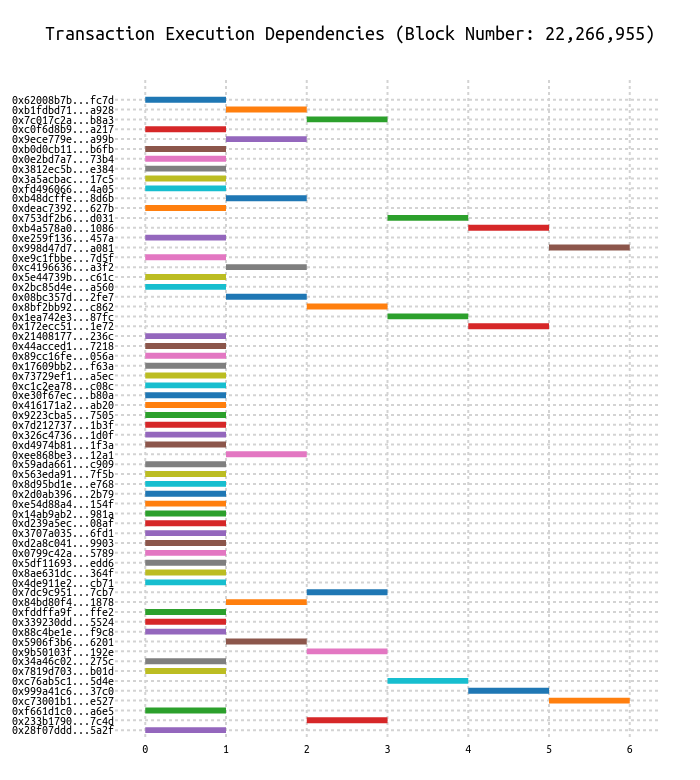 Transaction Execution Dependencies (Block Number: 22,266,955)
0x62008b7b...fc7d
0xb1fdbd71...a928
0x7c017c2a...b8a3
0xc0f6d8b9...a217
0x9ece779e...a99b
0xb0d0cb11...b6fb
0x0e2bd7a7...73b4
0x3812ec5b...e384
0x3a5acbac...17c5
0xfd496066...4a05
0xb48dcffe...8d6b
0xdeac7392...627b
0x753df2b6...d031
0xb4a578a0...1086
0xe259f136...457a
0x998d47d7...a081
0xe9c1fbbe...7d5f
0xc4196636...a3f2
0x5e44739b...c61c
0x2bc85d4e...a560
0x08bc357d...2fe7
0x8bf2bb92...c862
0x1ea742e3...87fc
0x172ecc51...1e72
0x21408177...236c
0x44acced1...7218
0x89cc16fe...056a
0x17609bb2...f63a
0x73729ef1...a5ec
0xc1c2ea78...c08c
0xe30f67ec...b80a
0x416171a2...ab20
0x9223cba5...7505
0x7d212737...1b3f
0x326c4736...1d0f
0xd4974b81...1f3a
0xee868be3...12a1
0x59ada661...c909
0x563eda91...7f5b
0x8d95bd1e...e768
0x2d0ab396...2b79
0xe54d88a4...154f
0x14ab9ab2...981a
0xd239a5ec...08af
0x3707a035...6fd1
0xd2a8c041...9903
0x0799c42a...5789
0x5df11693...edd6
0x8ae631dc...364f
0x4de911e2...cb71
0x7dc9c951...7cb7
0x84bd80f4...1878
0xfddffa9f...ffe2
0x339230dd...5524
0x88c4be1e...f9c8
0x5906f3b6...6201
0x9b50103f...192e
0x34a46c02...275c
0x7819d703...b01d
0xc76ab5c1...5d4e
0x999a41c6...37c0
0xc73001b1...e527
0xf661d1c0...a6e5
0x233b1790...7c4d
0x28f07ddd...5a2f
0 1 2 3 4 5 6